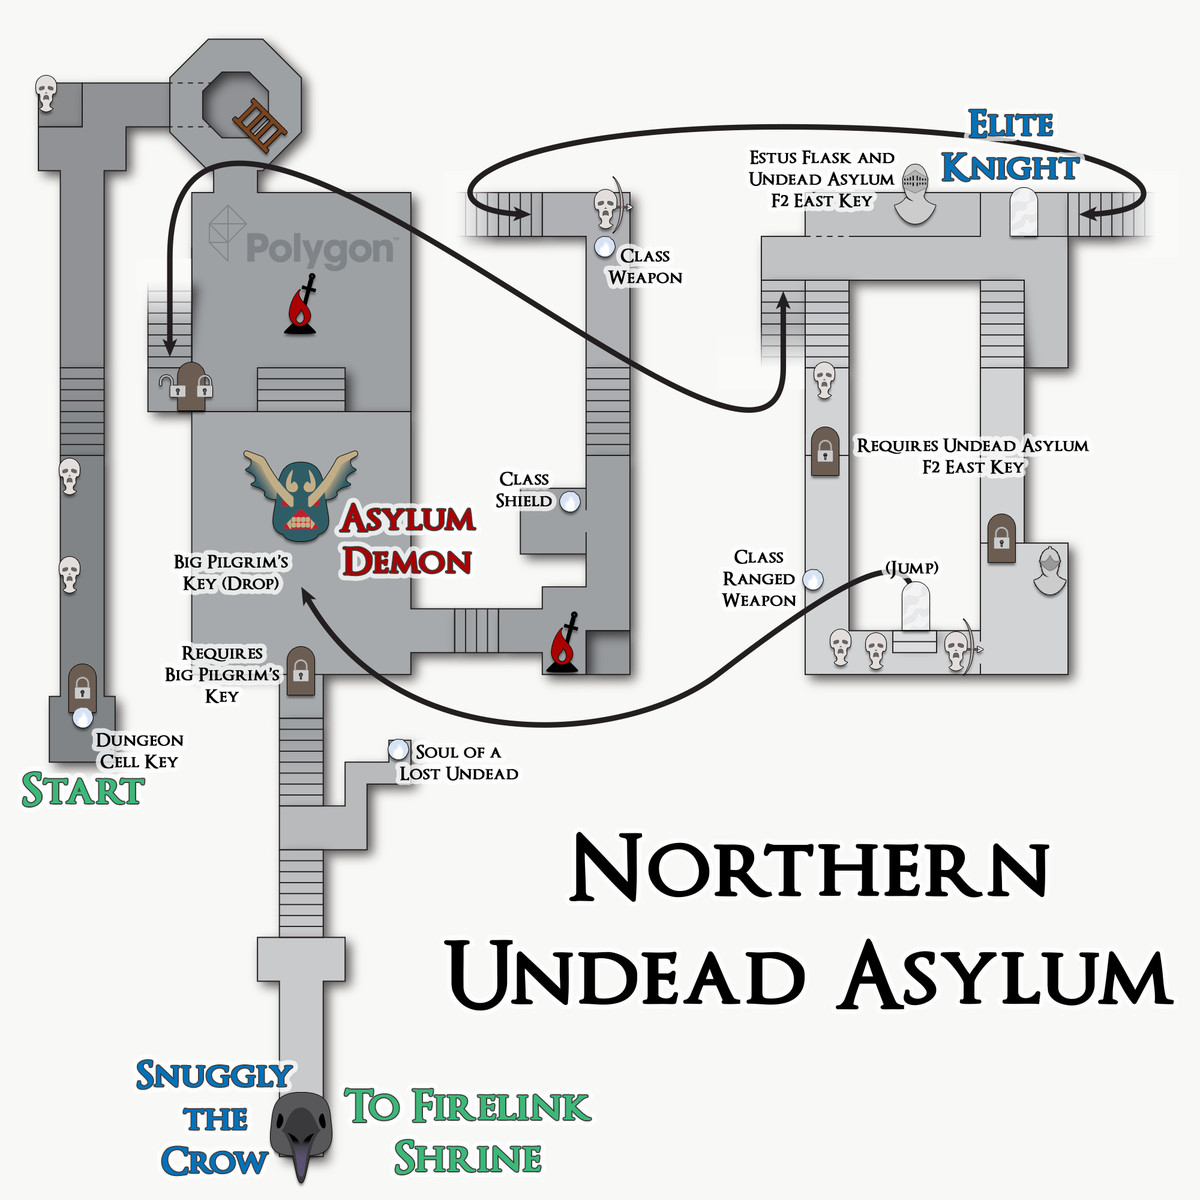 Elite
Knight
Estus Flask and
Undead Asylum
F2 East Key
Polygon™
Class
Weapon
Requires Undead Asylum
F2 East Key
Class
Shield
Asylum
Demon
Big Pilgrim's
Key (Drop)
Class
Ranged
Weapon
(Jump)
Requires
Big Pilgrim's
Key
Dungeon
Cell Key
Start
Soul of a
Lost Undead
Northern
Undead Asylum
Snuggly
the
Crow
To Firelink
Shrine